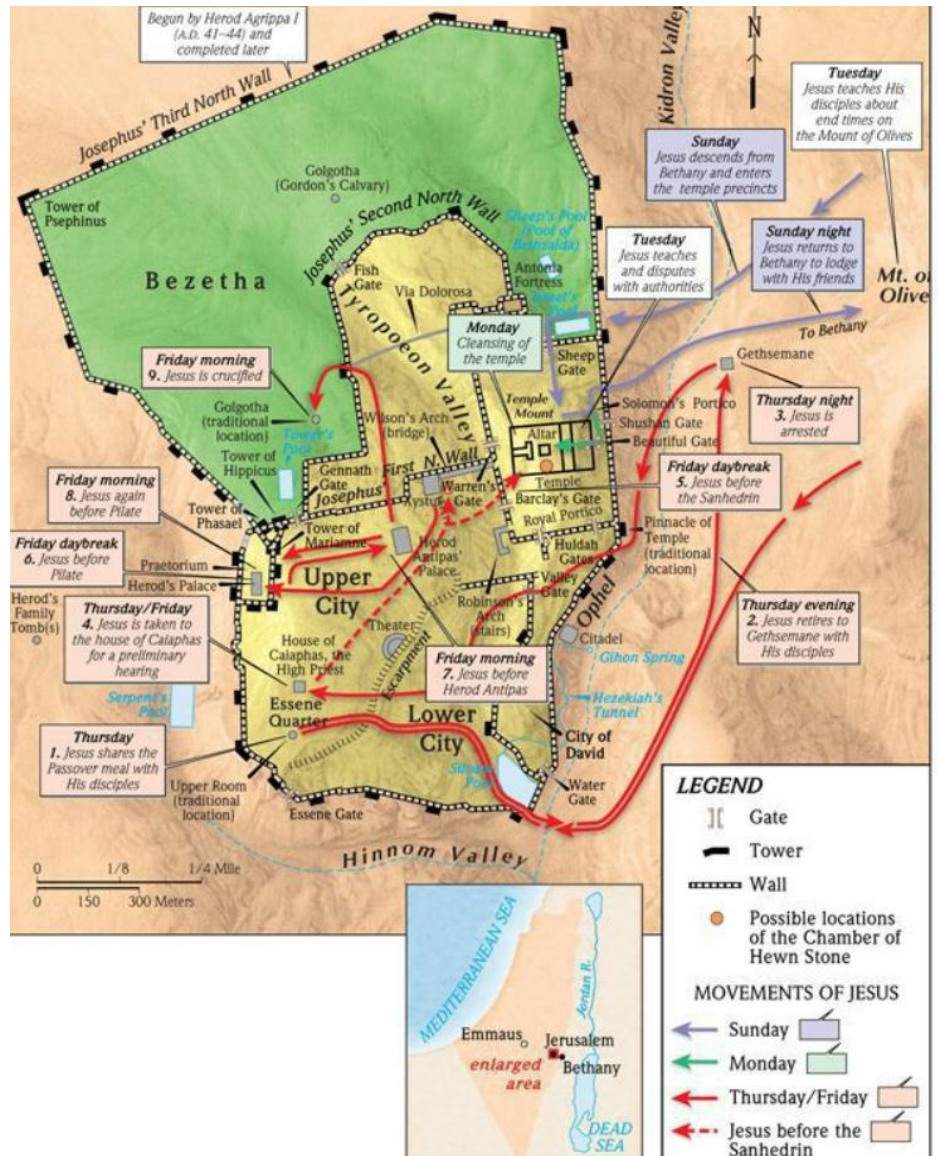 Begun by Herod Agrippa I
(A.D. 41–44) and
completed later
Josephus' Third North Wall
N
Kidron Valley
Tuesday
Jesus teaches His
disciples about
end times on
the Mount of Olives
Sunday
Jesus descends from
Bethany and enters
the temple precincts
Golgotha
(Gordon's Calvary)
Tower of
Psephinus
Josephus' Second North Wall
Sheep's Pool
(Pool of
Bethsaida)
Sunday night
Jesus returns to
Bethany to lodge
with His friends
Tuesday
Jesus teaches
and disputes
with authorities
Mt. o
Olive
Bezetha
Fish
Gate
Antonia
Fortress
Israel's
Pool
Via Dolorosa
Tyropoeon Valley
Monday
Cleansing of
the temple
To Bethany
Sheep
Gate
Gethsemane
Friday morning
9. Jesus is crucified
Golgotha
(traditional
location)
Wilson's Arch
(bridge)
Temple
Mount
Solomon's Portico
Shushan Gate
Beautiful Gate
Altar
Temple
Thursday night
3. Jesus is
arrested
Tower's
Pool
Tower of
Hippicus
Gennath
Gate
Josephus' First N. Wall
Xystus
Warren's
Gate
Barclay's Gate
Royal Portico
Friday daybreak
5. Jesus before
the Sanhedrin
Friday morning
8. Jesus again
before Pilate
Tower of
Phasael
Tower of
Mariamne
Herod
Antipas'
Palace
Huldah
Gates
Pinnacle of
Temple
(traditional
location)
Friday daybreak
6. Jesus before
Pilate
Praetorium
Herod's Palace
Upper
City
Valley
Gate
Robinson's
Arch
(stairs)
Ophel
Herod's
Family
Tomb(s)
Thursday/Friday
4. Jesus is taken to
the house of Caiaphas
for a preliminary
hearing
Theater
House of
Caiaphas, the
High Priest
Escarpment
Citadel
Gihon Spring
Thursday evening
2. Jesus retires to
Gethsemane with
His disciples
Friday morning
7. Jesus before
Herod Antipas
Serpent's
Pool
Essene
Quarter
Lower
City
Hezekiah's
Tunnel
City of
David
Thursday
1. Jesus shares the
Passover meal with
His disciples
Upper Room
(traditional
location)
Essene Gate
Siloam
Pool
Water
Gate
Hinnom Valley
0 1/8 1/4 Mile
0 150 300 Meters
LEGEND
Gate
Tower
Wall
Possible locations
of the Chamber of
Hewn Stone
MOVEMENTS OF JESUS
Sunday
Monday
Thursday/Friday
Jesus before the
Sanhedrin
MEDITERRANEAN SEA
Jordan R.
Emmaus
Jerusalem
Bethany
enlarged
area
DEAD
SEA